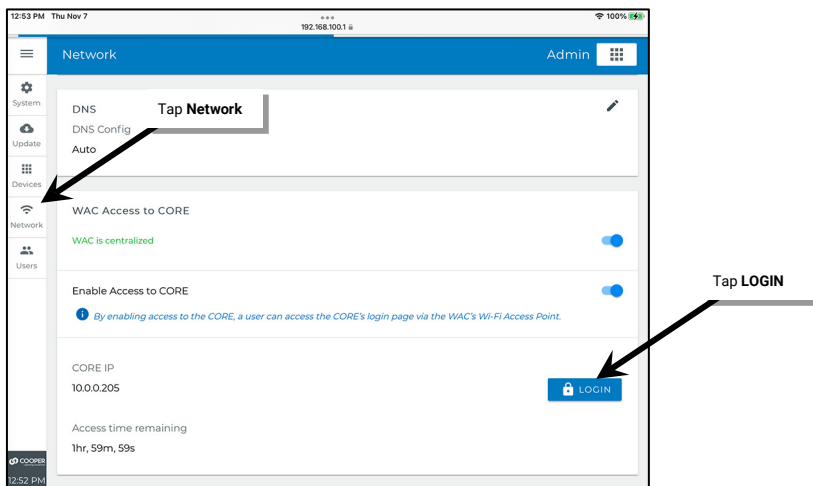 12:53 PM Thu Nov 7
192.168.100.1
100%
Network
Admin
System
Update
Devices
Network
Users
DNS
DNS Config
Auto
Tap Network
WAC Access to CORE
WAC is centralized
Enable Access to CORE
By enabling access to the CORE, a user can access the CORE's login page via the WAC's Wi-Fi Access Point.
Tap LOGIN
CORE IP
10.0.0.205
LOGIN
Access time remaining
1hr, 59m, 59s
COOPER
12:52 PM